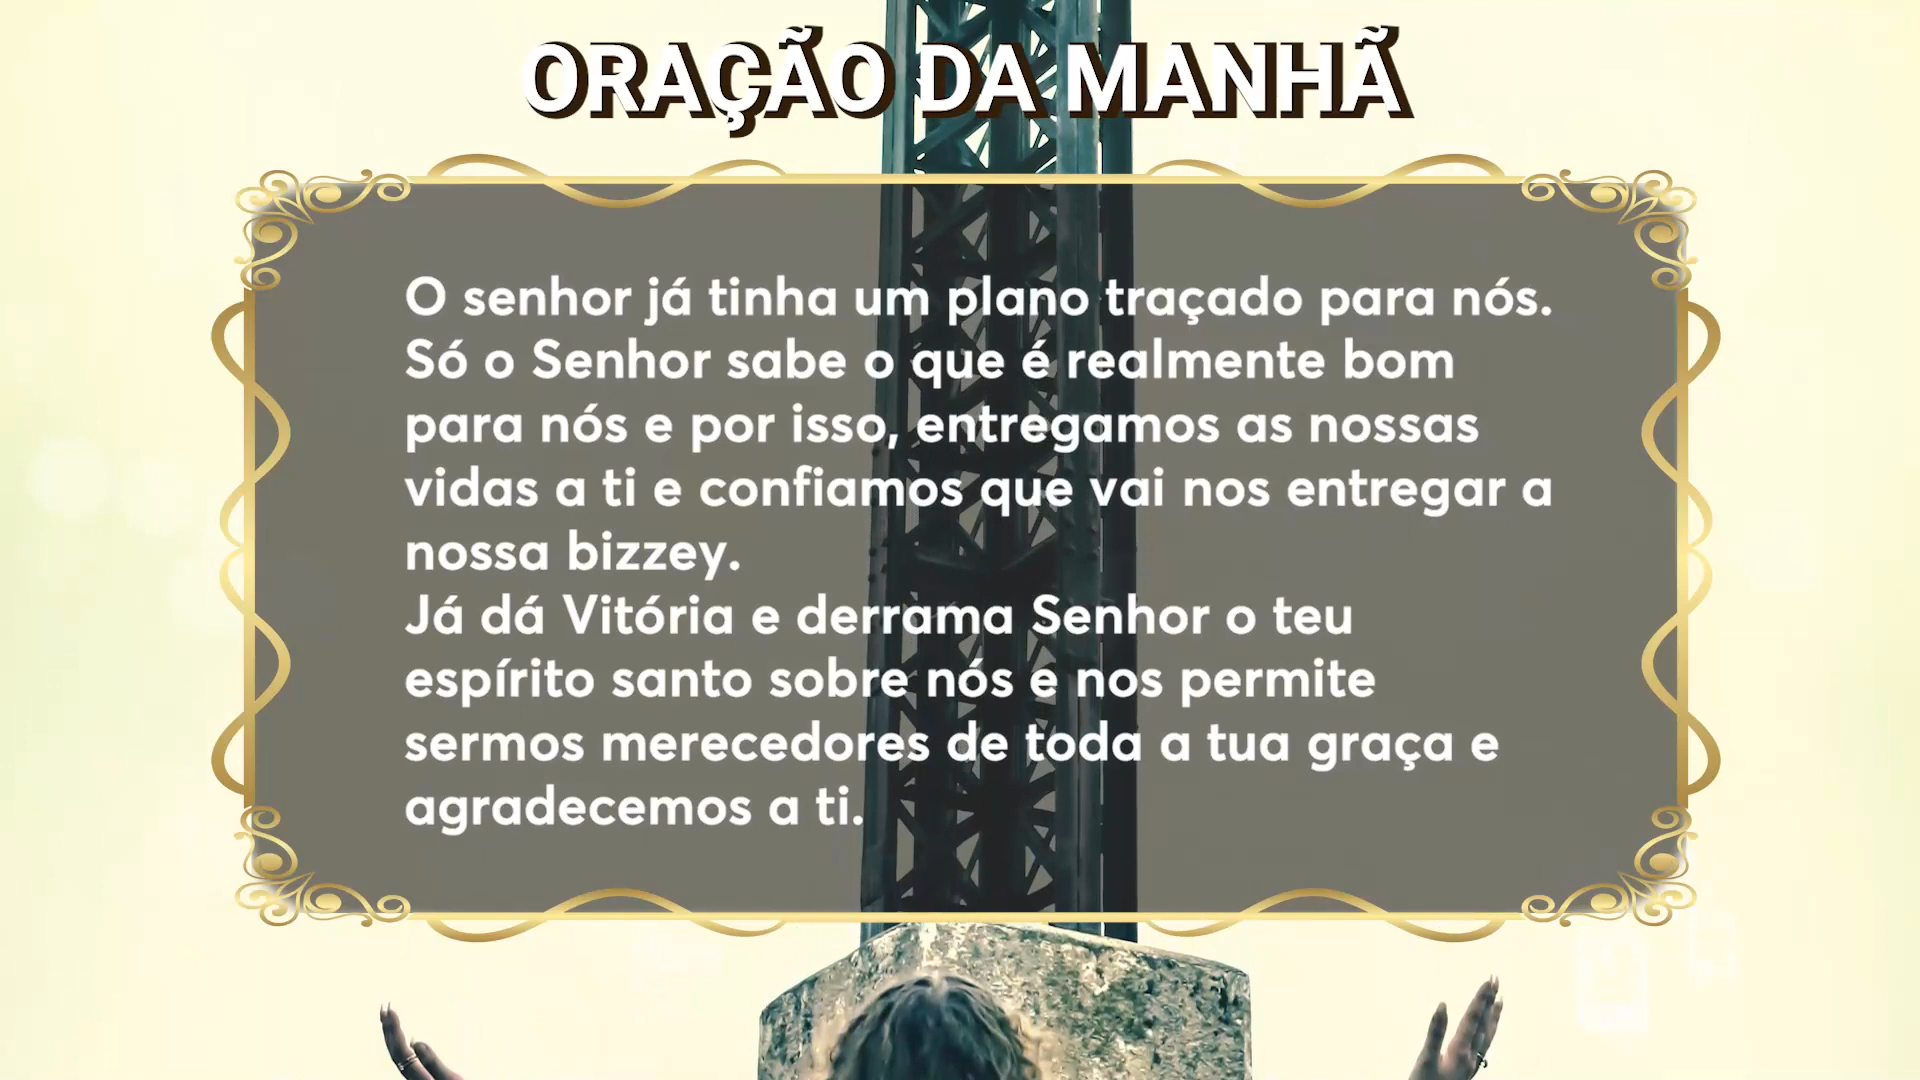 ORAÇÃO DA MANHÃ
O senhor já tinha um plano traçado para nós.
Só o Senhor sabe o que é realmente bom
para nós e por isso, entregamos as nossas
vidas a ti e confiamos que vai nos entregar a
nossa bizzey.
Já dá Vitória e derrama Senhor o teu
espírito santo sobre nós e nos permite
sermos merecedores de toda a tua graça e
agradecemos a ti.